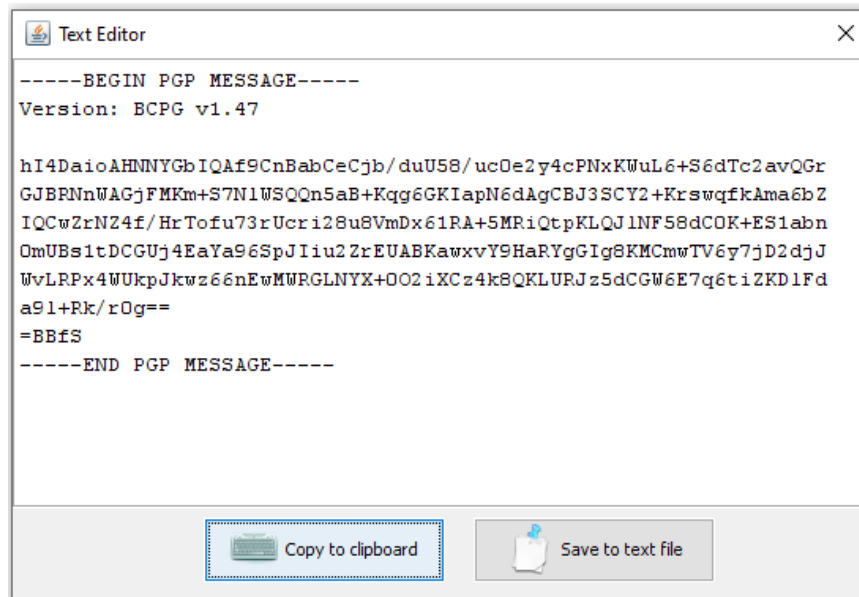 Text Editor
-----BEGIN PGP MESSAGE-----
Version: BCPG v1.47
hI4DaioAHNNYGbIQAf9CnBabCeCjb/duU58/ucOe2y4cPNxKWuL6+S6dTc2avQGr
GJBRNnWAGjFMKm+S7NlWSQQn5aB+Kqg6GKIapN6dAgCBJ3SCY2+KrswqfkAma6bZ
IQCwZrNZ4f/HrTofu73rUcri28u8VmDx61RA+5MRiQtpKLQJlNF58dCOK+ES1abn
OmUBs1tDCGUj4EaYa96SpJIiu2ZrEUABKawxvY9HaRYgGIg8KMCmwTV6y7jD2djJ
WvLRPx4WUkpJkwz66nEwMWRGLNYX+OO2iXCz4k8QKLURJz5dCGW6E7q6tiZKDlFd
a9l+Rk/rOg==
=BBfS
-----END PGP MESSAGE-----
Copy to clipboard
Save to text file